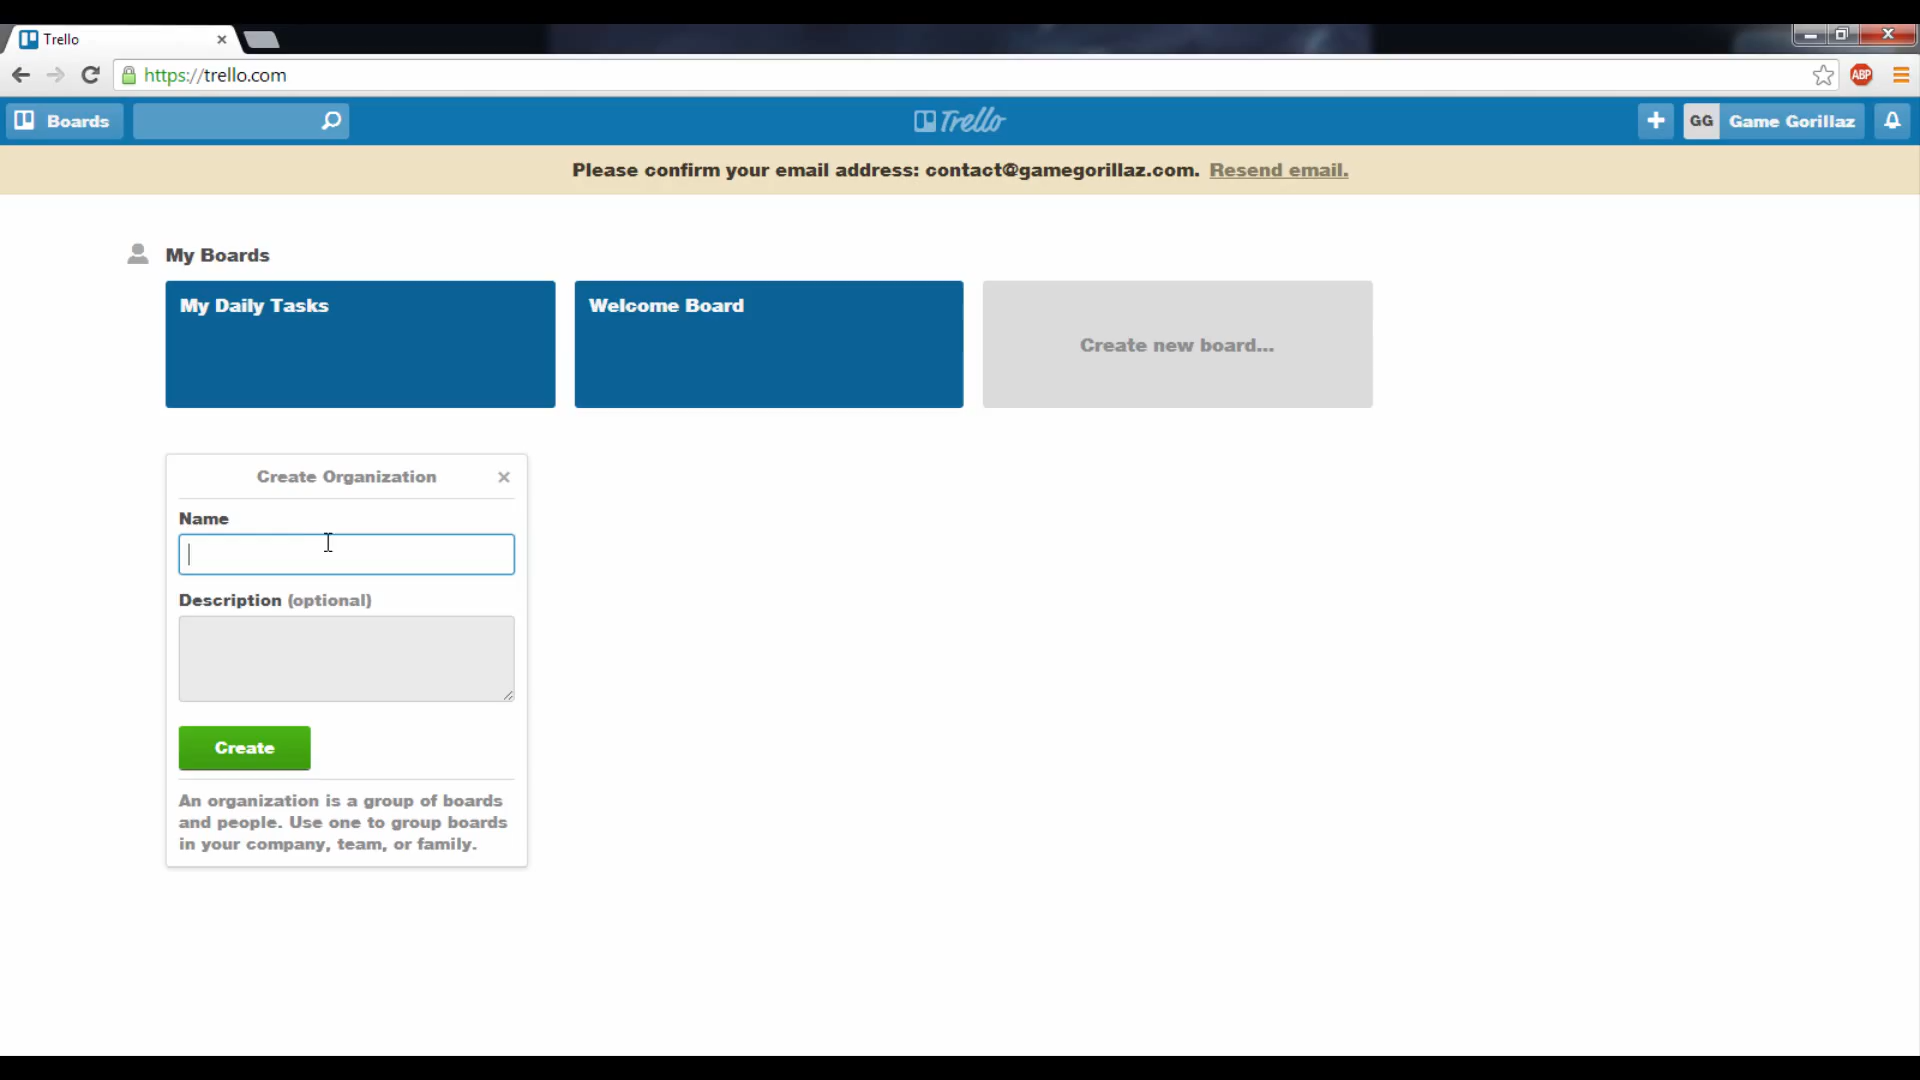 Trello
https://trello.com
ABP
Boards
Trello
GG
Game Gorillaz
Please confirm your email address: contact@gamegorillaz.com. Resend email.
My Boards
My Daily Tasks
Welcome Board
Create new board...
Create Organization
Name
Description (optional)
Create
An organization is a group of boards
and people. Use one to group boards
in your company, team, or family.